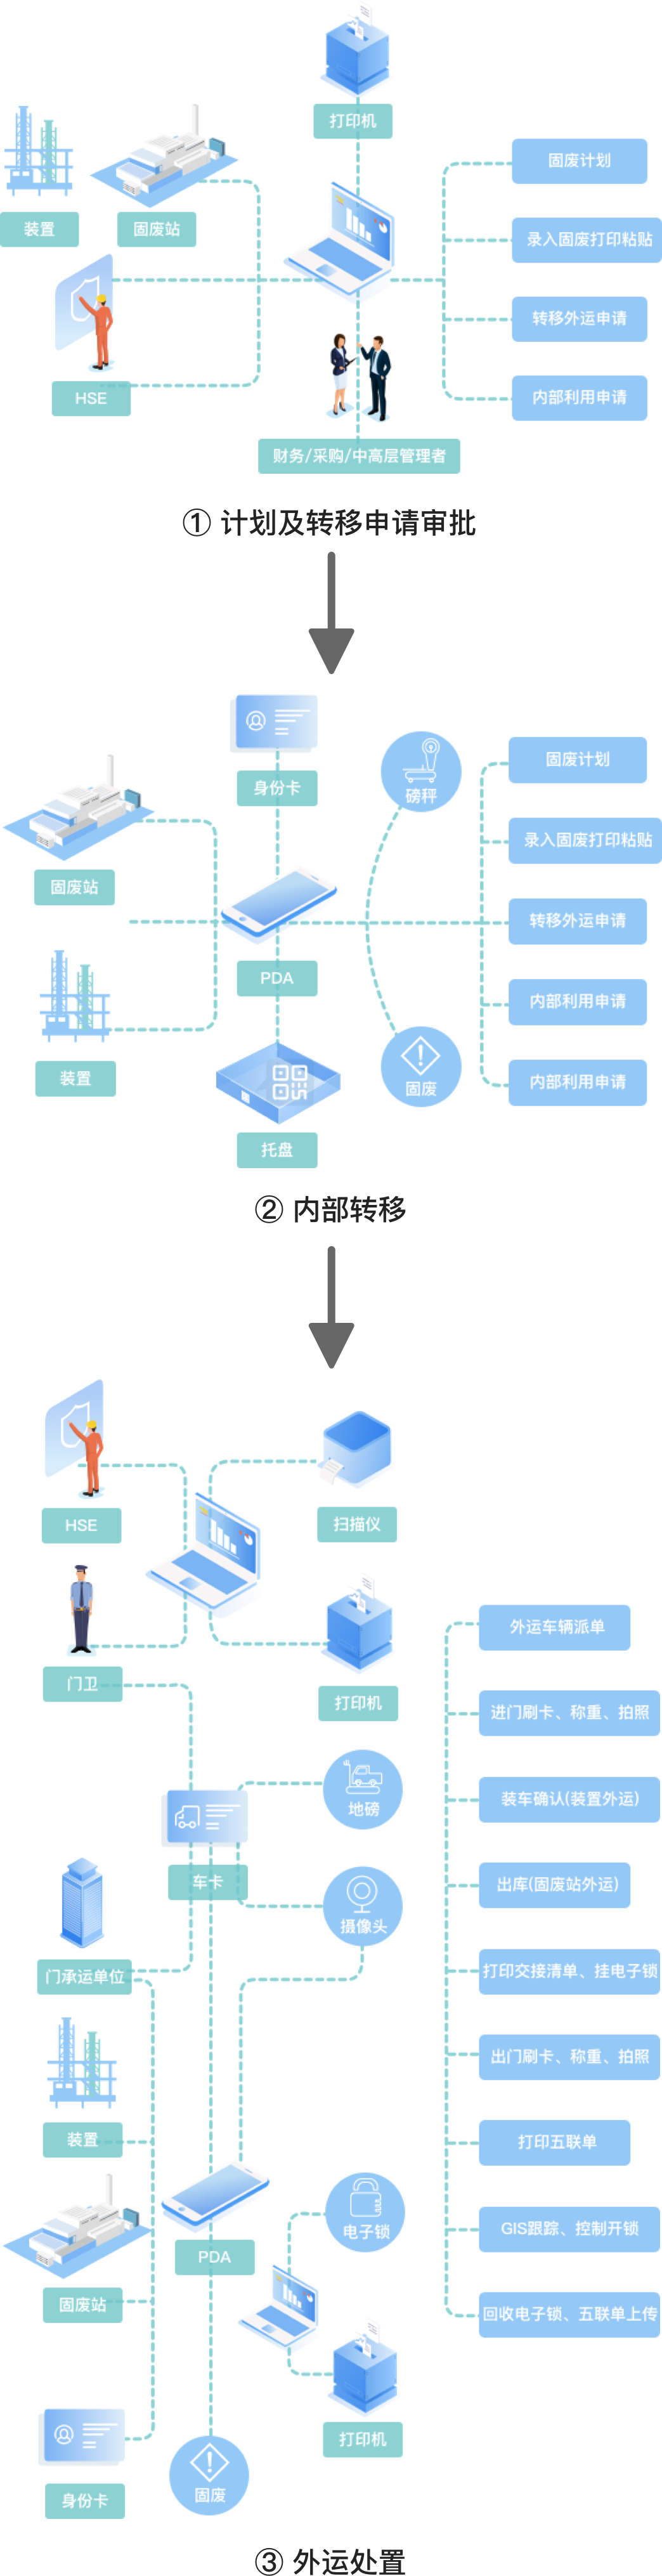 打印机
装置
固废站
固废计划
录入固废打印粘贴
转移外运申请
HSE
内部利用申请
财务/采购/中高层管理者
① 计划及转移申请审批
身份卡
磅秤
固废计划
固废站
录入固废打印粘贴
转移外运申请
PDA
内部利用申请
装置
固废
内部利用申请
托盘
② 内部转移
HSE
扫描仪
门卫
打印机
外运车辆派单
进门刷卡、称重、拍照
地磅
装车确认(装置外运)
车卡
出库(固废站外运)
摄像头
门承运单位
打印交接清单、挂电子锁
出门刷卡、称重、拍照
装置
打印五联单
PDA
电子锁
GIS跟踪、控制开锁
固废站
回收电子锁、五联单上传
打印机
身份卡
固废
③ 外运处置